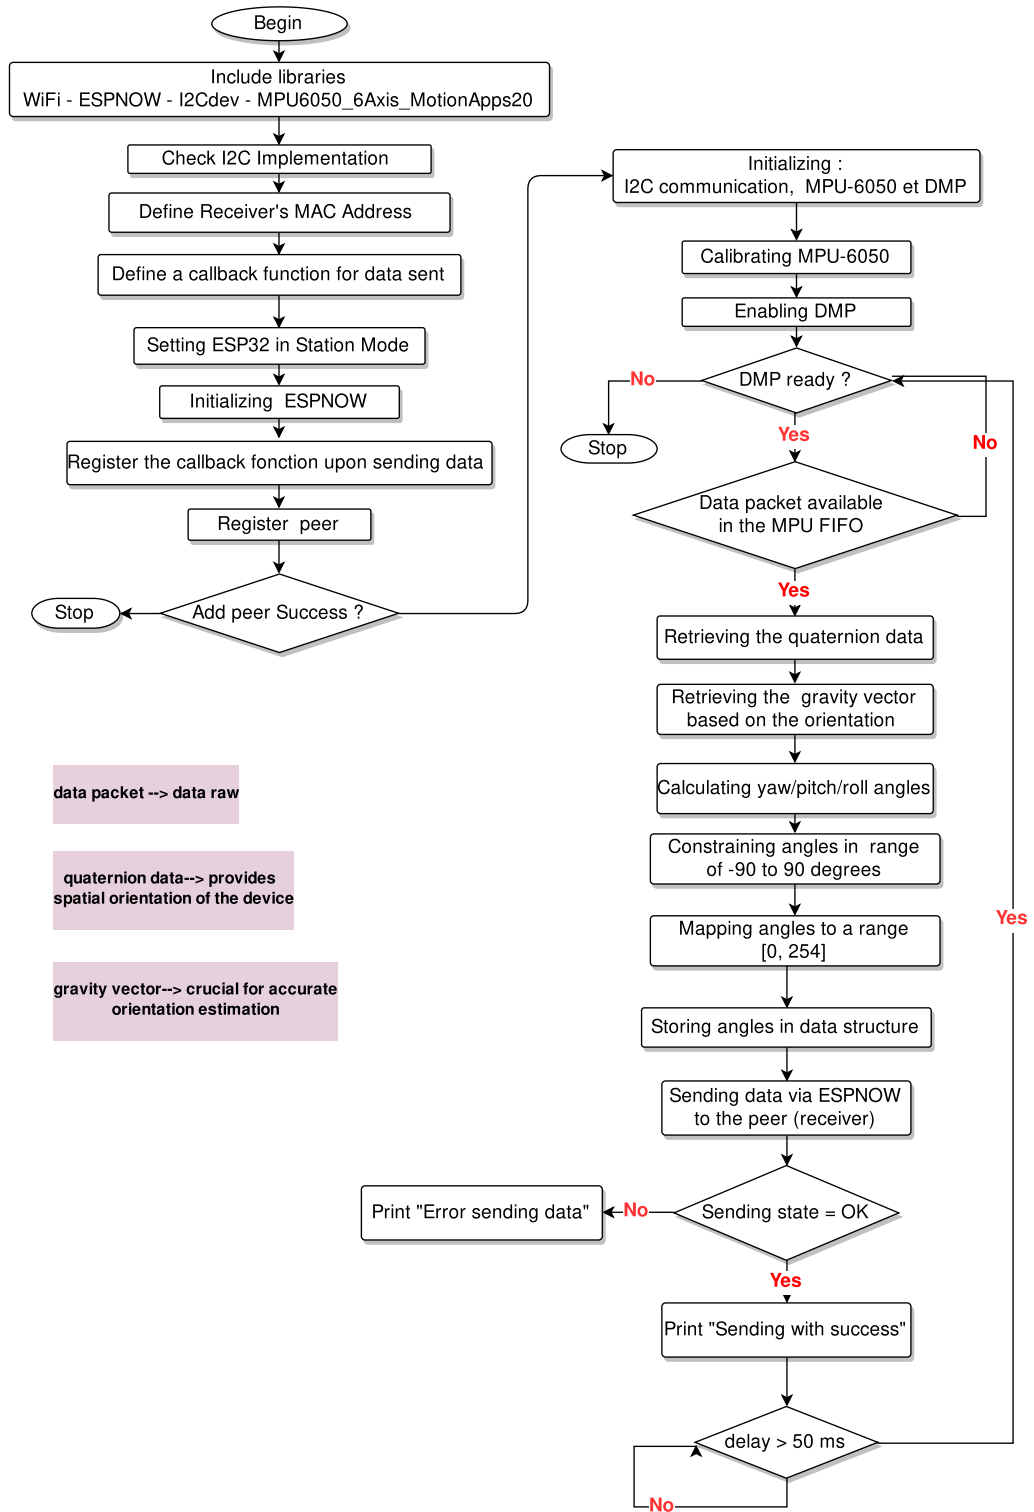 Begin
Include libraries
WiFi - ESPNOW - I2Cdev - MPU6050_6Axis_MotionApps20
Check I2C Implementation
Define Receiver's MAC Address
Define a callback function for data sent
Setting ESP32 in Station Mode
Initializing ESPNOW
Register the callback fonction upon sending data
Register peer
Add peer Success ?
Stop
data packet --> data raw
quaternion data--> provides
spatial orientation of the device
gravity vector--> crucial for accurate
orientation estimation
Initializing :
I2C communication, MPU-6050 et DMP
Calibrating MPU-6050
Enabling DMP
DMP ready ?
No
Stop
Yes
No
Data packet available
in the MPU FIFO
Yes
Retrieving the quaternion data
Retrieving the gravity vector
based on the orientation
Calculating yaw/pitch/roll angles
Constraining angles in range
of -90 to 90 degrees
Yes
Mapping angles to a range
[0, 254]
Storing angles in data structure
Sending data via ESPNOW
to the peer (receiver)
Sending state = OK
No
Print "Error sending data"
Yes
Print "Sending with success"
delay > 50 ms
No